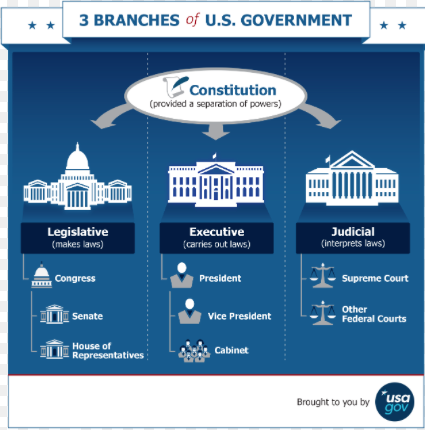 3 BRANCHES of U.S. GOVERNMENT
Constitution
(provided a separation of powers)
Legislative
(makes laws)
Congress
Senate
House of
Representatives
Executive
(carries out laws)
President
Vice President
Cabinet
Judicial
(interprets laws)
Supreme Court
Other
Federal Courts
Brought to you by
usa
gov